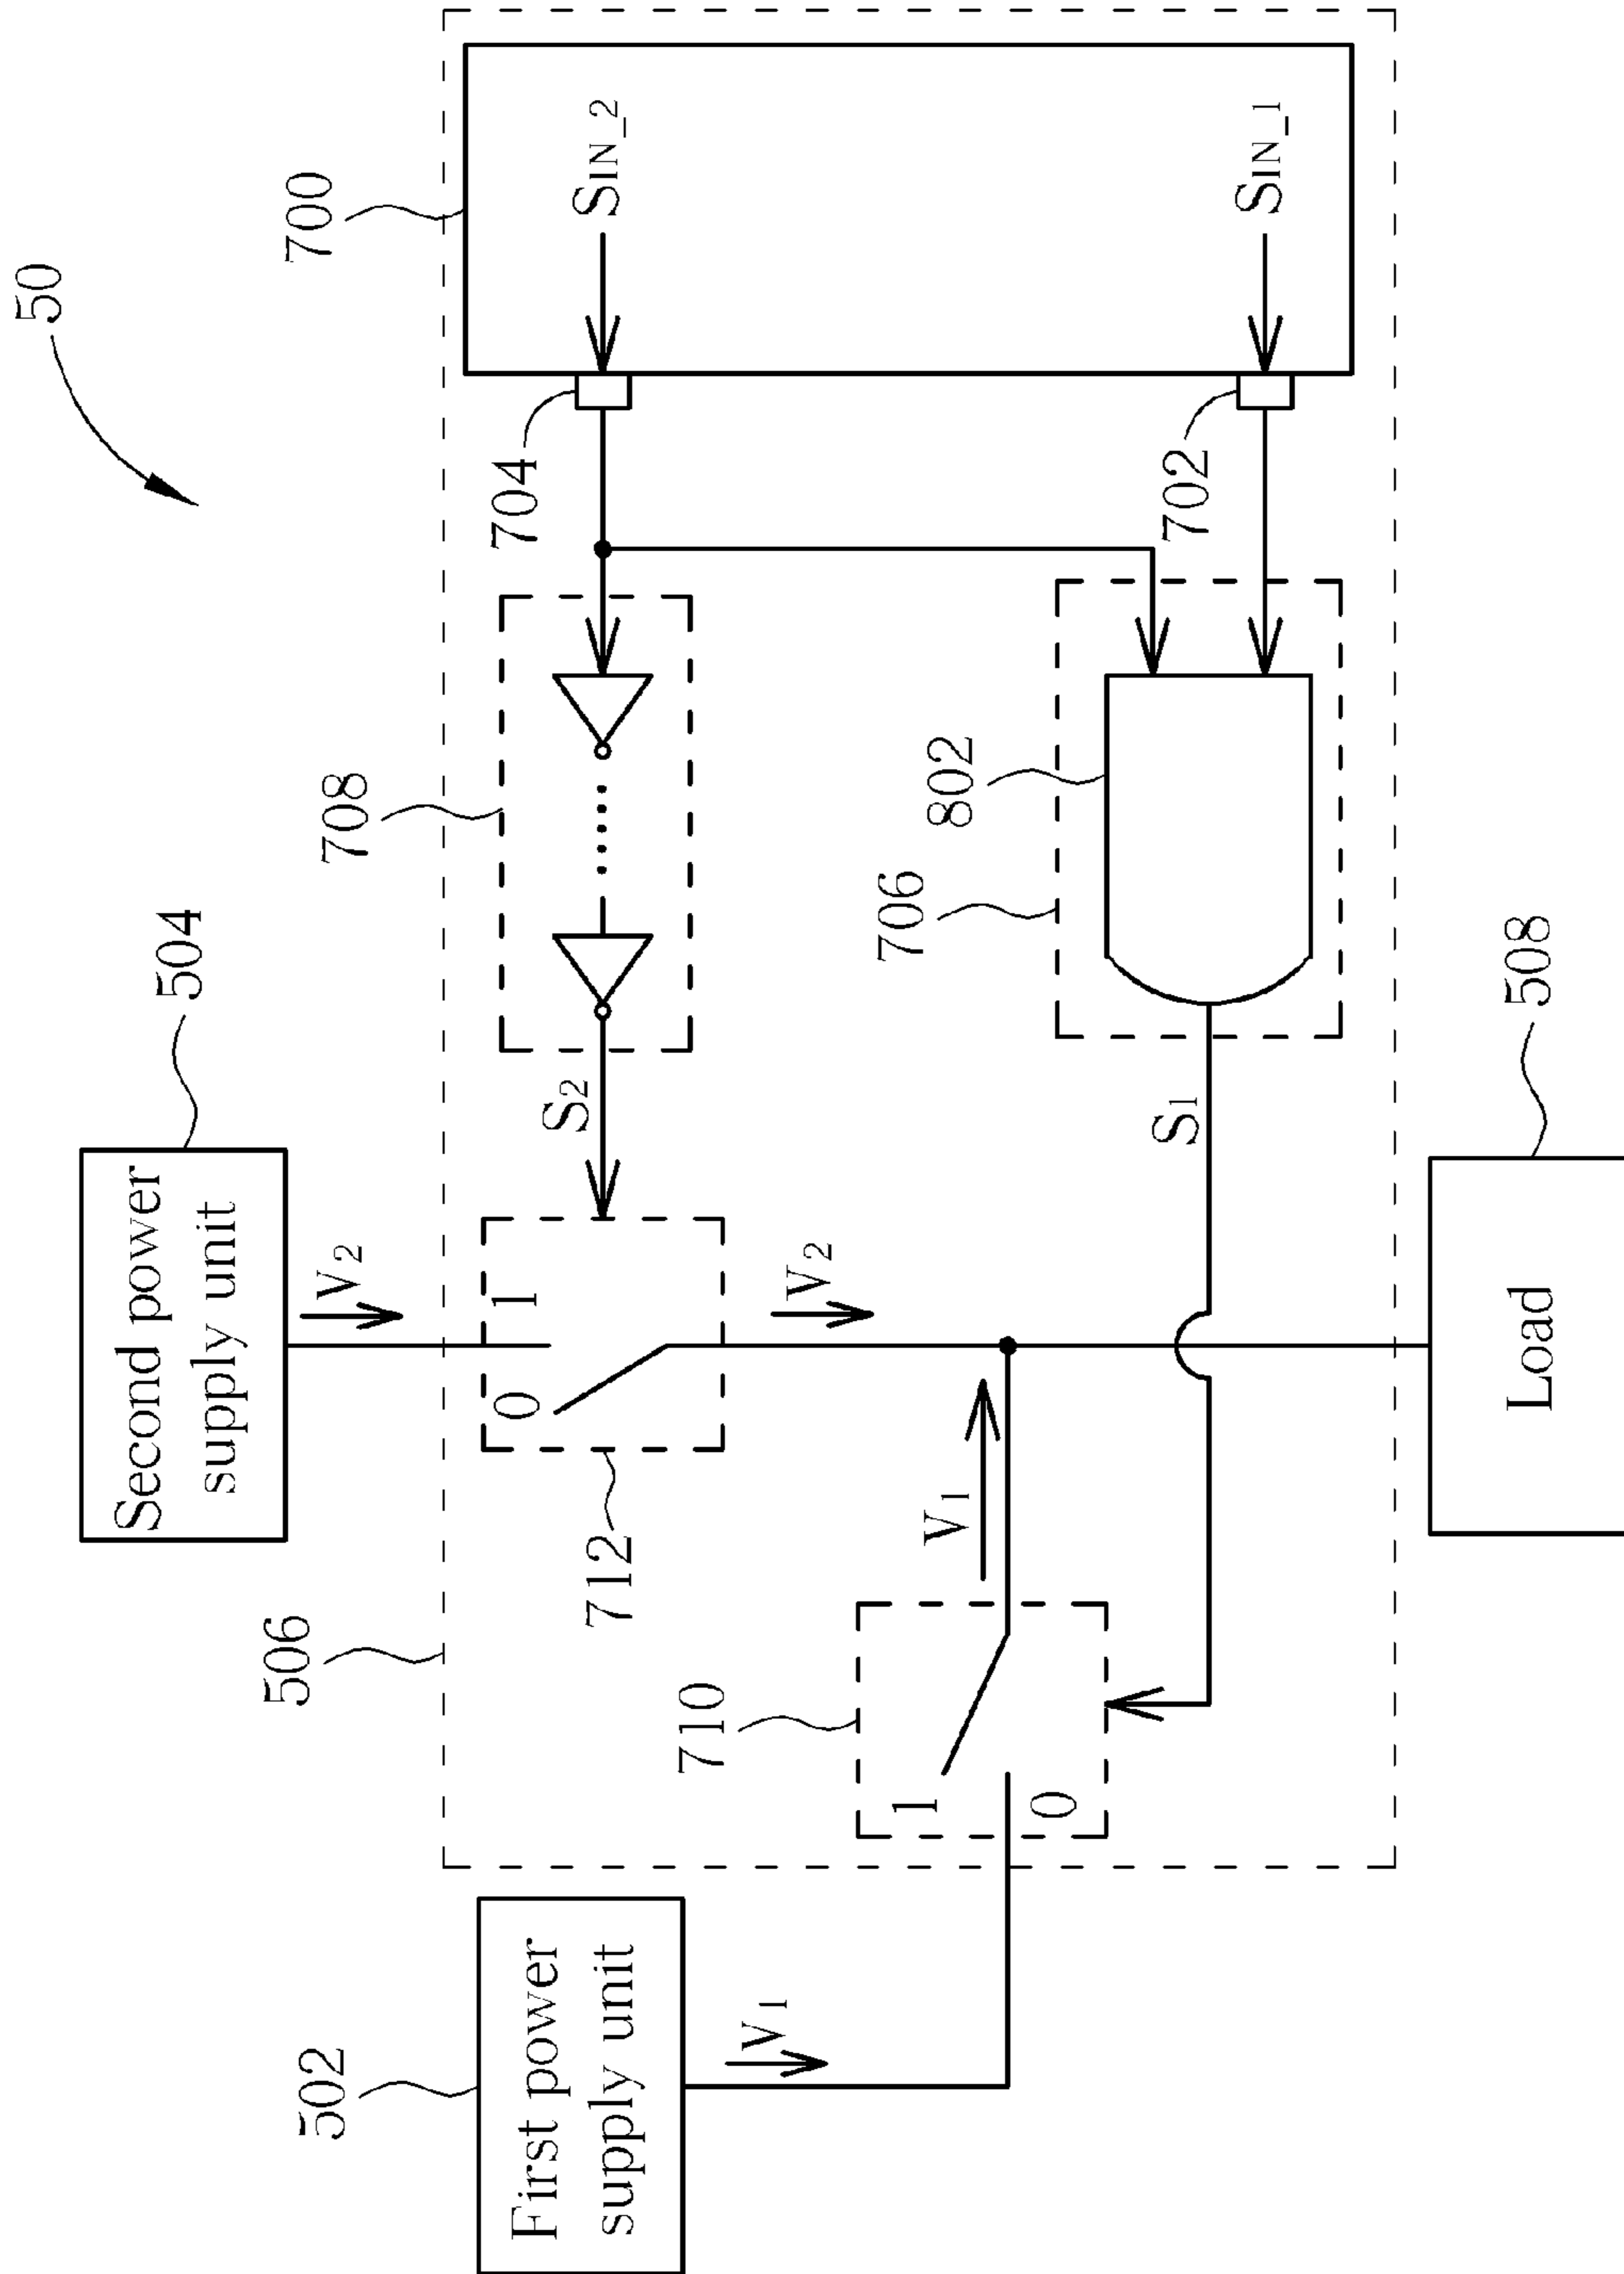 50
502
First power
supply unit
V1
504
Second power
supply unit
V2
506
712
0
1
V2
S2
708
704
700
SIN_2
710
1
0
V1
706
802
S1
702
SIN_1
508
Load